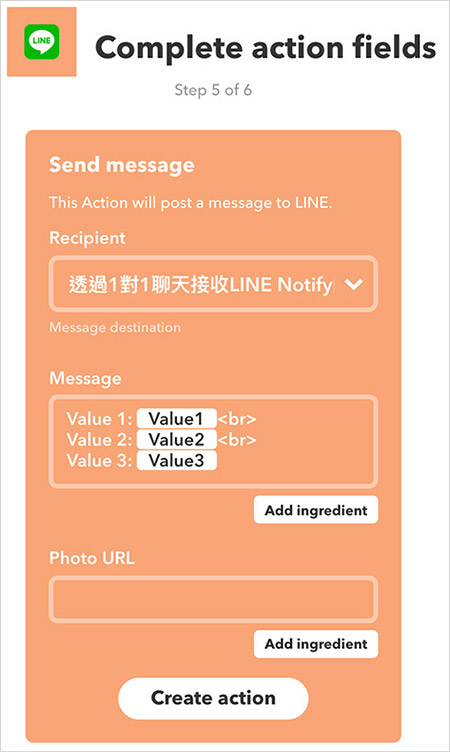 LINE
Complete action fields
Step 5 of 6
Send message
This Action will post a message to LINE.
Recipient
透過1對1聊天接收LINE Notify
Message destination
Message
Value 1: Value1 <br>
Value 2: Value2 <br>
Value 3: Value3
Add ingredient
Photo URL
Add ingredient
Create action